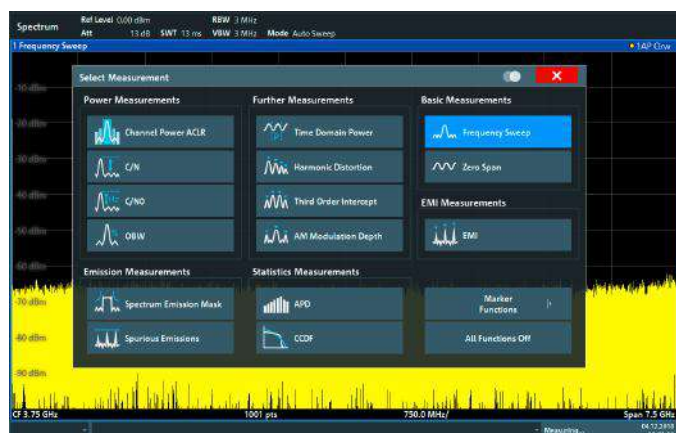 Spectrum
Ref Level 0.00 dBm RBW 3 MHz
Att 13 dB SWT 13 ms VBW 3 MHz Mode Auto Sweep
1 Frequency Sweep 1AP Clrw
Select Measurement
Power Measurements Further Measurements Basic Measurements
Channel Power ACLR Time Domain Power Frequency Sweep
C/N Harmonic Distortion Zero Span
C/N0 Third Order Intercept EMI Measurements
OBW AM Modulation Depth EMI
Emission Measurements Statistics Measurements
Spectrum Emission Mask APD Marker
Functions
Spurious Emissions CCDF All Functions Off
-10 dBm
-20 dBm
-30 dBm
-40 dBm
-50 dBm
-60 dBm
-70 dBm
-80 dBm
-90 dBm
CF 3.75 GHz 1001 pts 750.0 MHz/ Span 7.5 GHz
Measuring... 04.12.2018